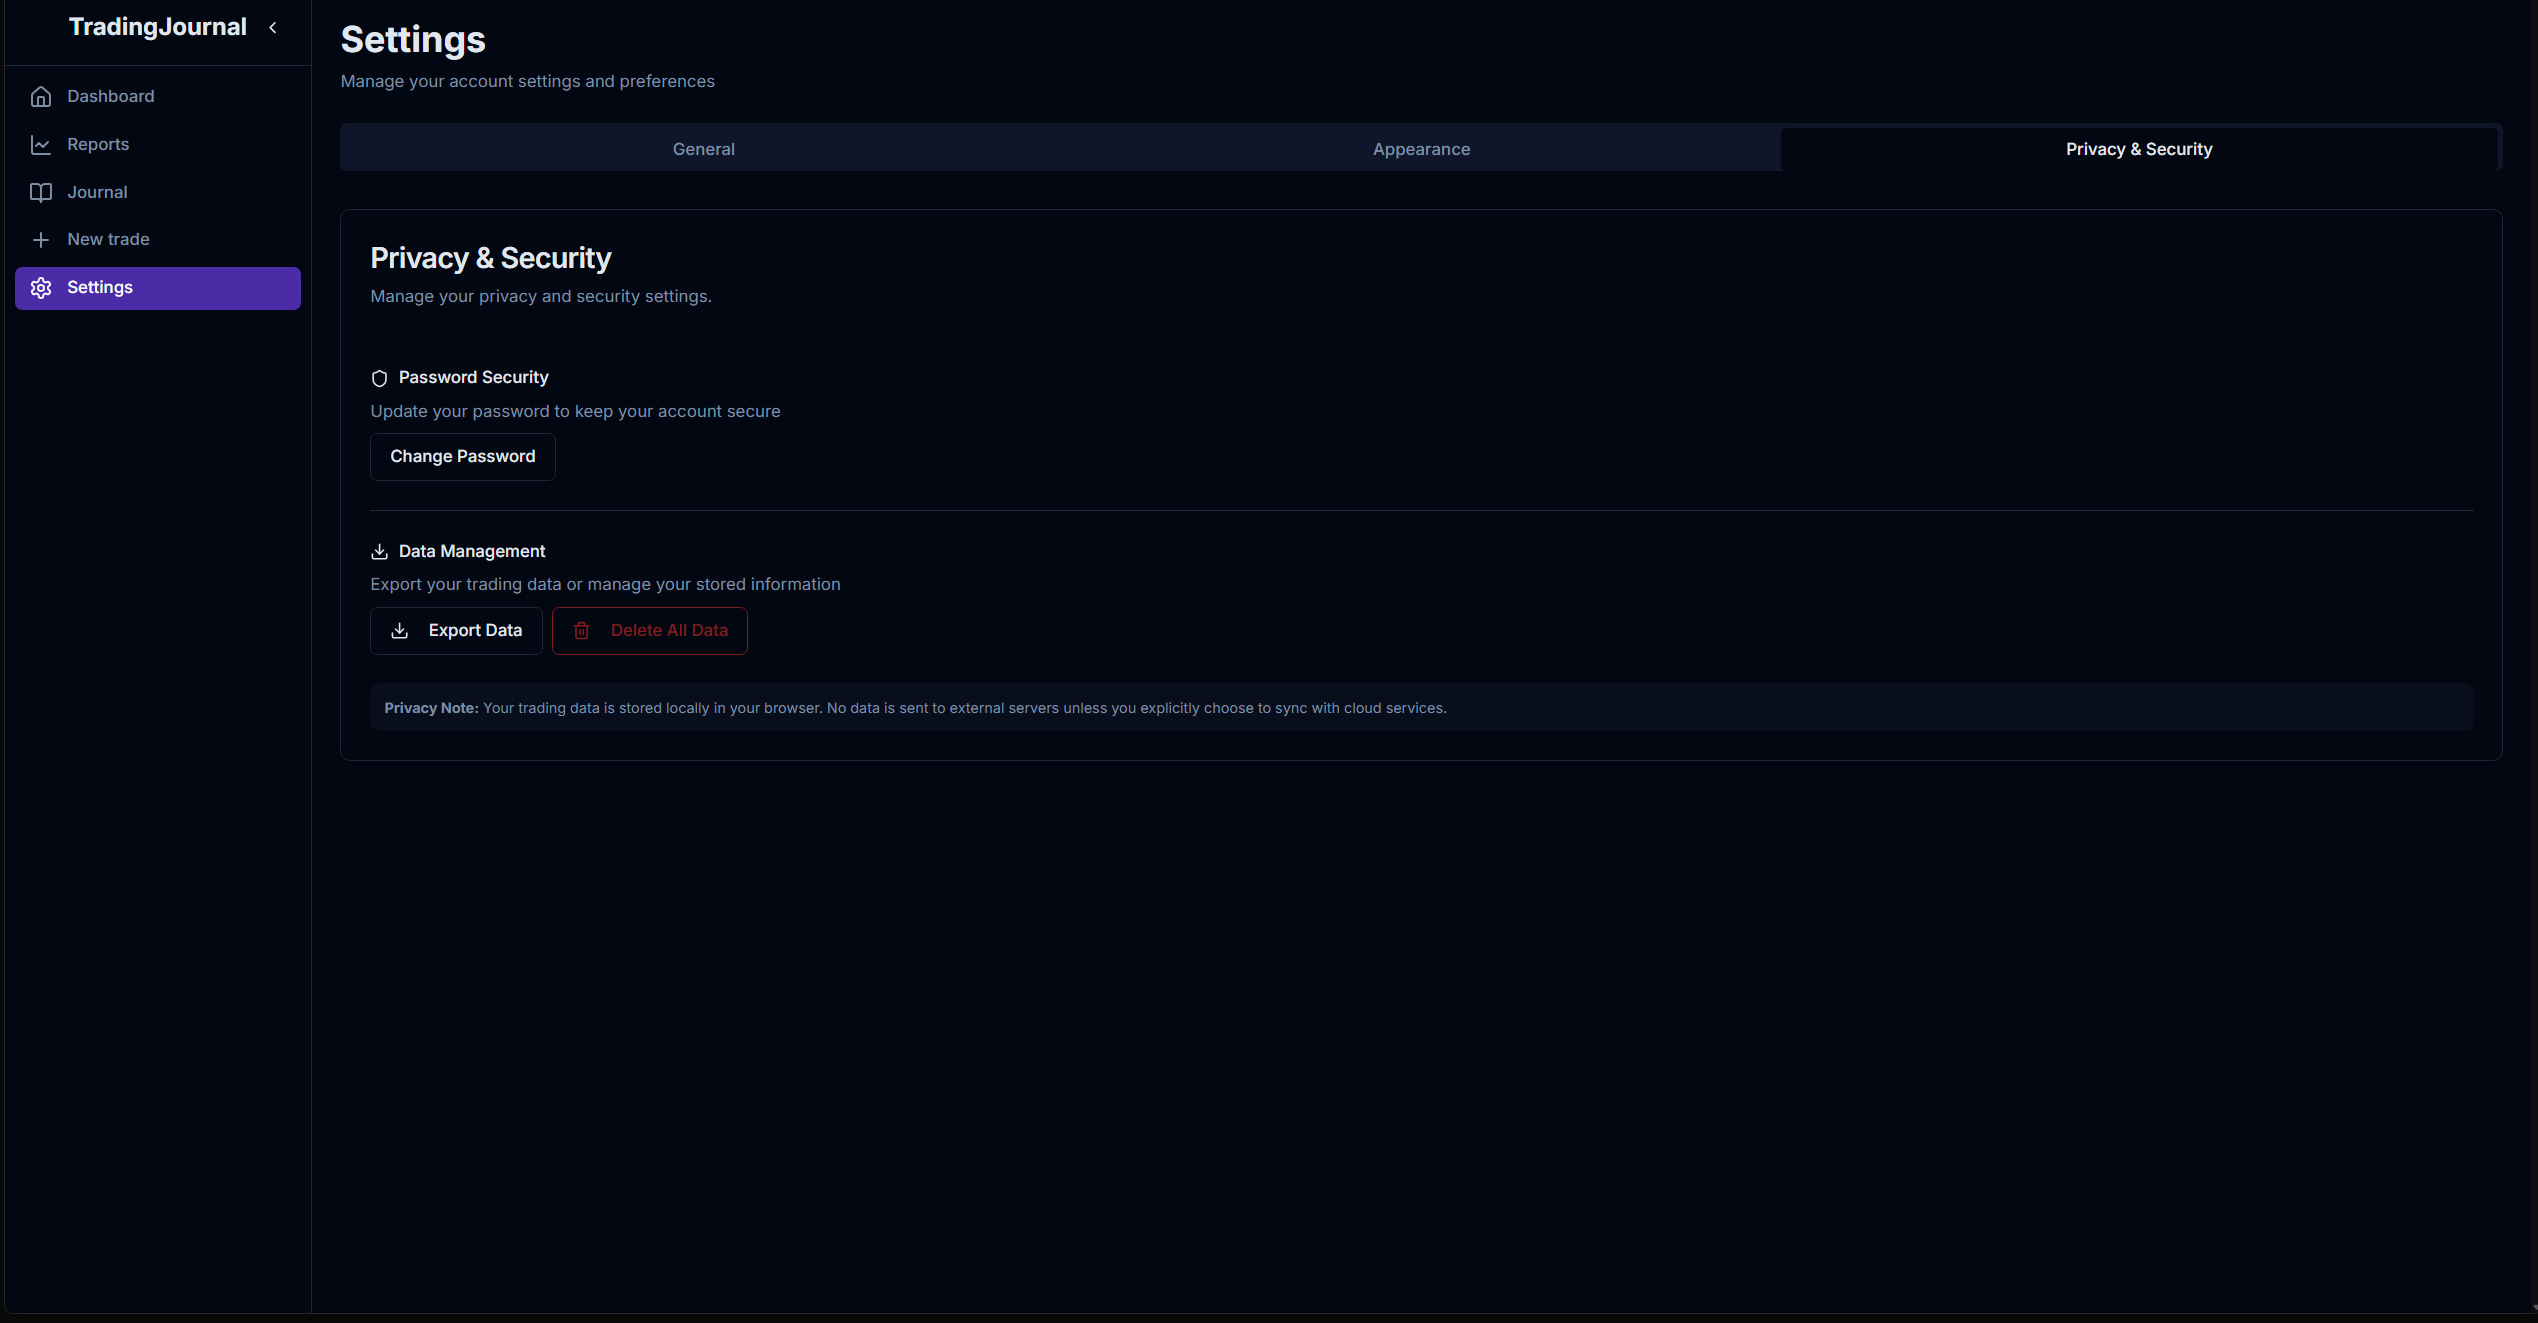 TradingJournal
Dashboard
Reports
Journal
New trade
Settings
Settings
Manage your account settings and preferences
General
Appearance
Privacy & Security
Privacy & Security
Manage your privacy and security settings.
Password Security
Update your password to keep your account secure
Change Password
Data Management
Export your trading data or manage your stored information
Export Data
Delete All Data
Privacy Note: Your trading data is stored locally in your browser. No data is sent to external servers unless you explicitly choose to sync with cloud services.